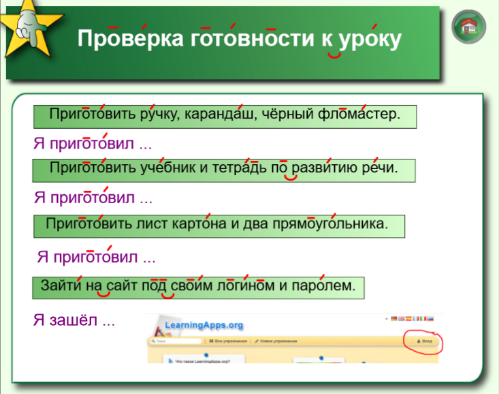 Проверка готовности к уроку
Приготовить ручку, карандаш, чёрный фломастер.
Я приготовил ...
Приготовить учебник и тетрадь по развитию речи.
Я приготовил ...
Приготовить лист картона и два прямоугольника.
Я приготовил ...
Зайти на сайт под своим логином и паролем.
Я зашёл ...
LearningApps.org
Вход